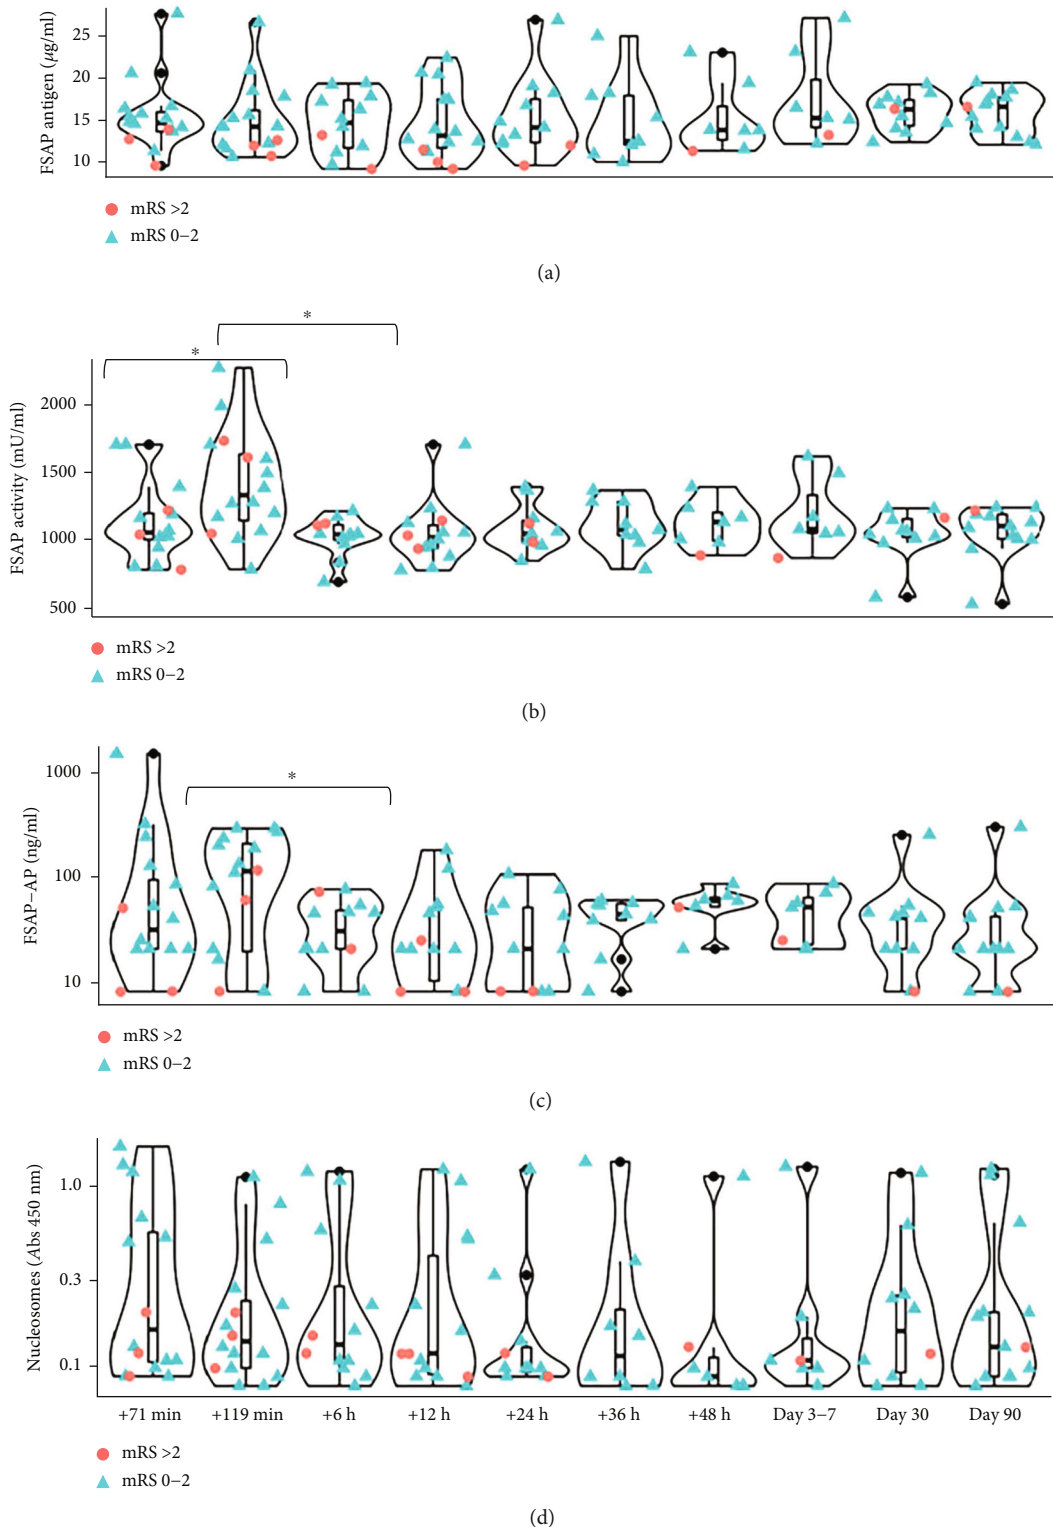 FSAP antigen (μg/ml)
25
20
15
10
mRS >2
mRS 0–2
(a)
*
*
FSAP activity (mU/ml)
2000
1500
1000
500
mRS >2
mRS 0–2
(b)
*
FSAP–AP (ng/ml)
1000
100
10
mRS >2
mRS 0–2
(c)
Nucleosomes (Abs 450 nm)
1.0
0.3
0.1
+71 min +119 min +6 h +12 h +24 h +36 h +48 h Day 3–7 Day 30 Day 90
mRS >2
mRS 0–2
(d)